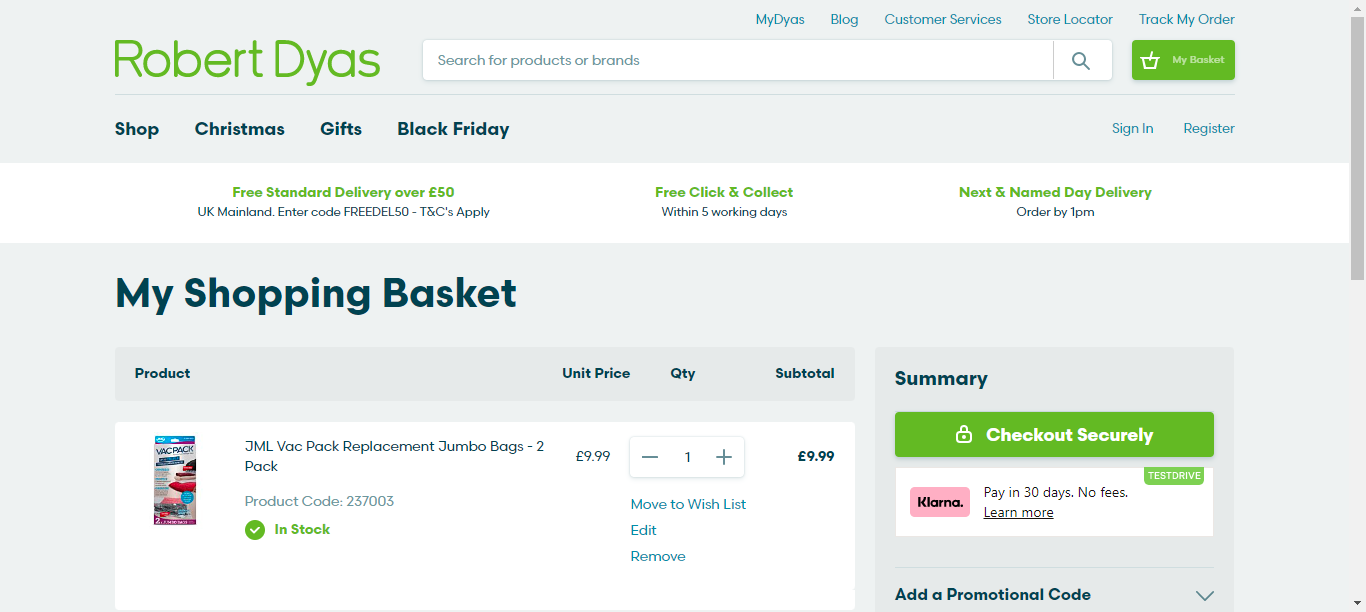 MyDyas Blog Customer Services Store Locator Track My Order
Robert Dyas
Search for products or brands
My Basket
Shop Christmas Gifts Black Friday
Sign In Register
Free Standard Delivery over £50
UK Mainland. Enter code FREEDEL50 - T&C's Apply
Free Click & Collect
Within 5 working days
Next & Named Day Delivery
Order by 1pm
My Shopping Basket
Product Unit Price Qty Subtotal
VACPACK
JML Vac Pack Replacement Jumbo Bags - 2
Pack
£9.99 1 £9.99
Product Code: 237003
In Stock
Move to Wish List
Edit
Remove
Summary
Checkout Securely
TESTDRIVE
Klarna.
Pay in 30 days. No fees.
Learn more
Add a Promotional Code